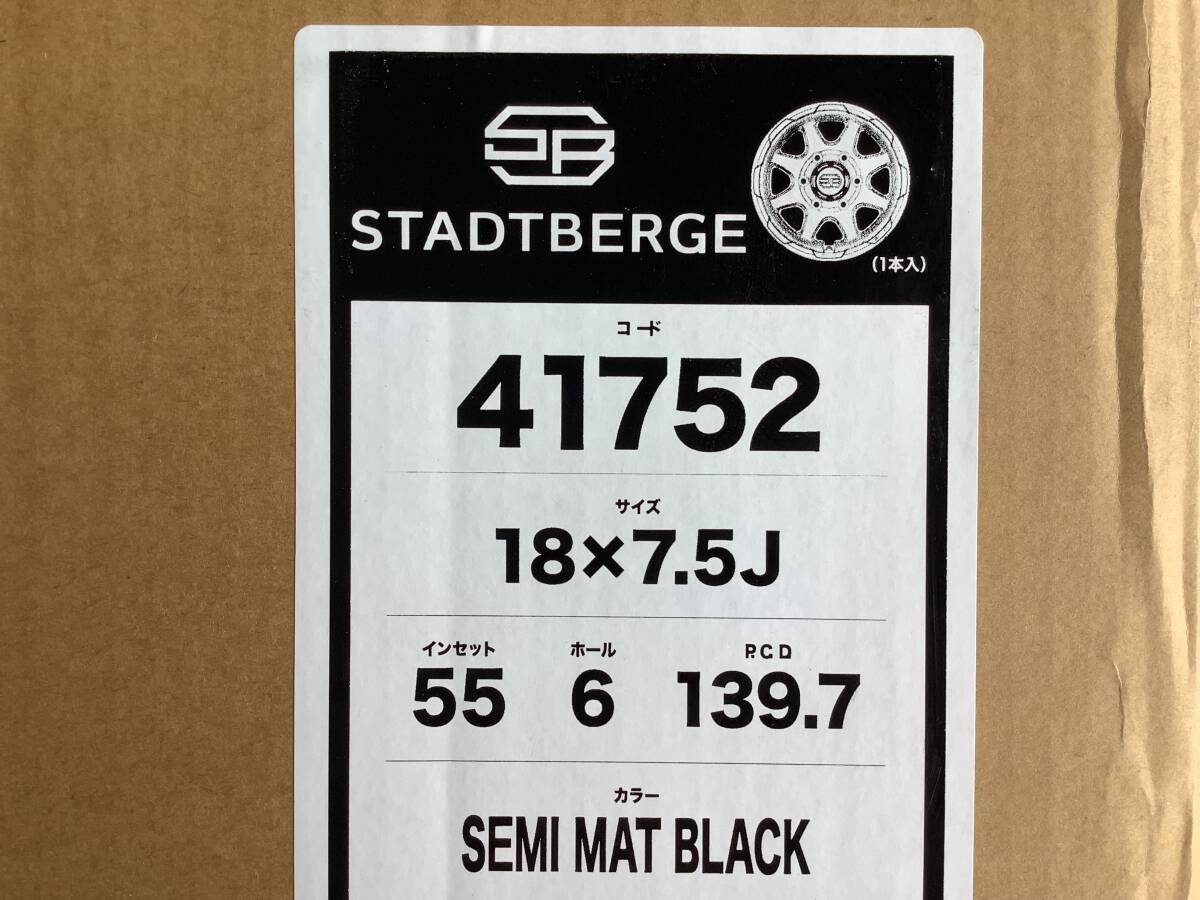 SB
STADTBERGE
(1本入)
コード
41752
サイズ
18×7.5J
インセット ホール P.C.D
55 6 139.7
カラー
SEMI MAT BLACK